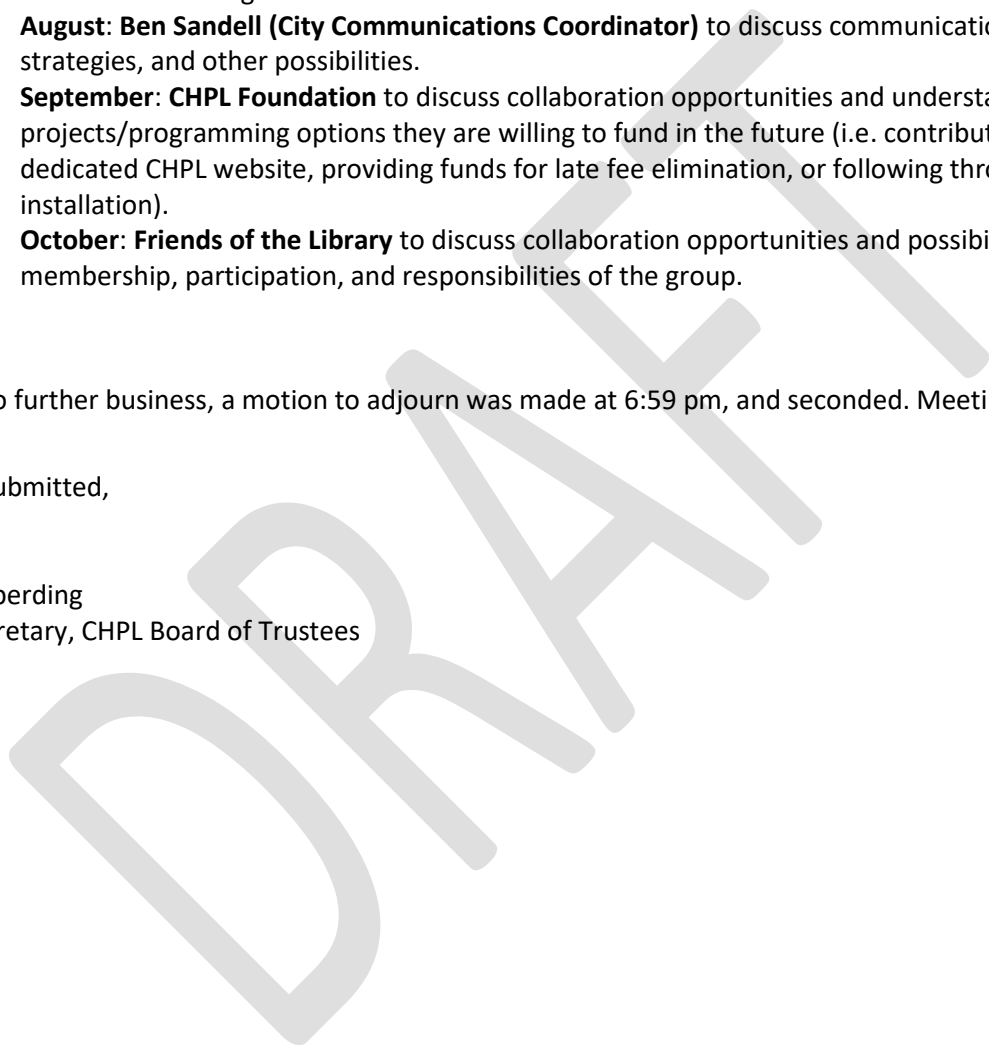 August: Ben Sandell (City Communications Coordinator) to discuss communicatio
strategies, and other possibilities.
September: CHPL Foundation to discuss collaboration opportunities and understa
projects/programming options they are willing to fund in the future (i.e. contribut
dedicated CHPL website, providing funds for late fee elimination, or following thro
installation).
October: Friends of the Library to discuss collaboration opportunities and possibi
membership, participation, and responsibilities of the group.
o further business, a motion to adjourn was made at 6:59 pm, and seconded. Meeti
ubmitted,
perding
retary, CHPL Board of Trustees
DRAFT